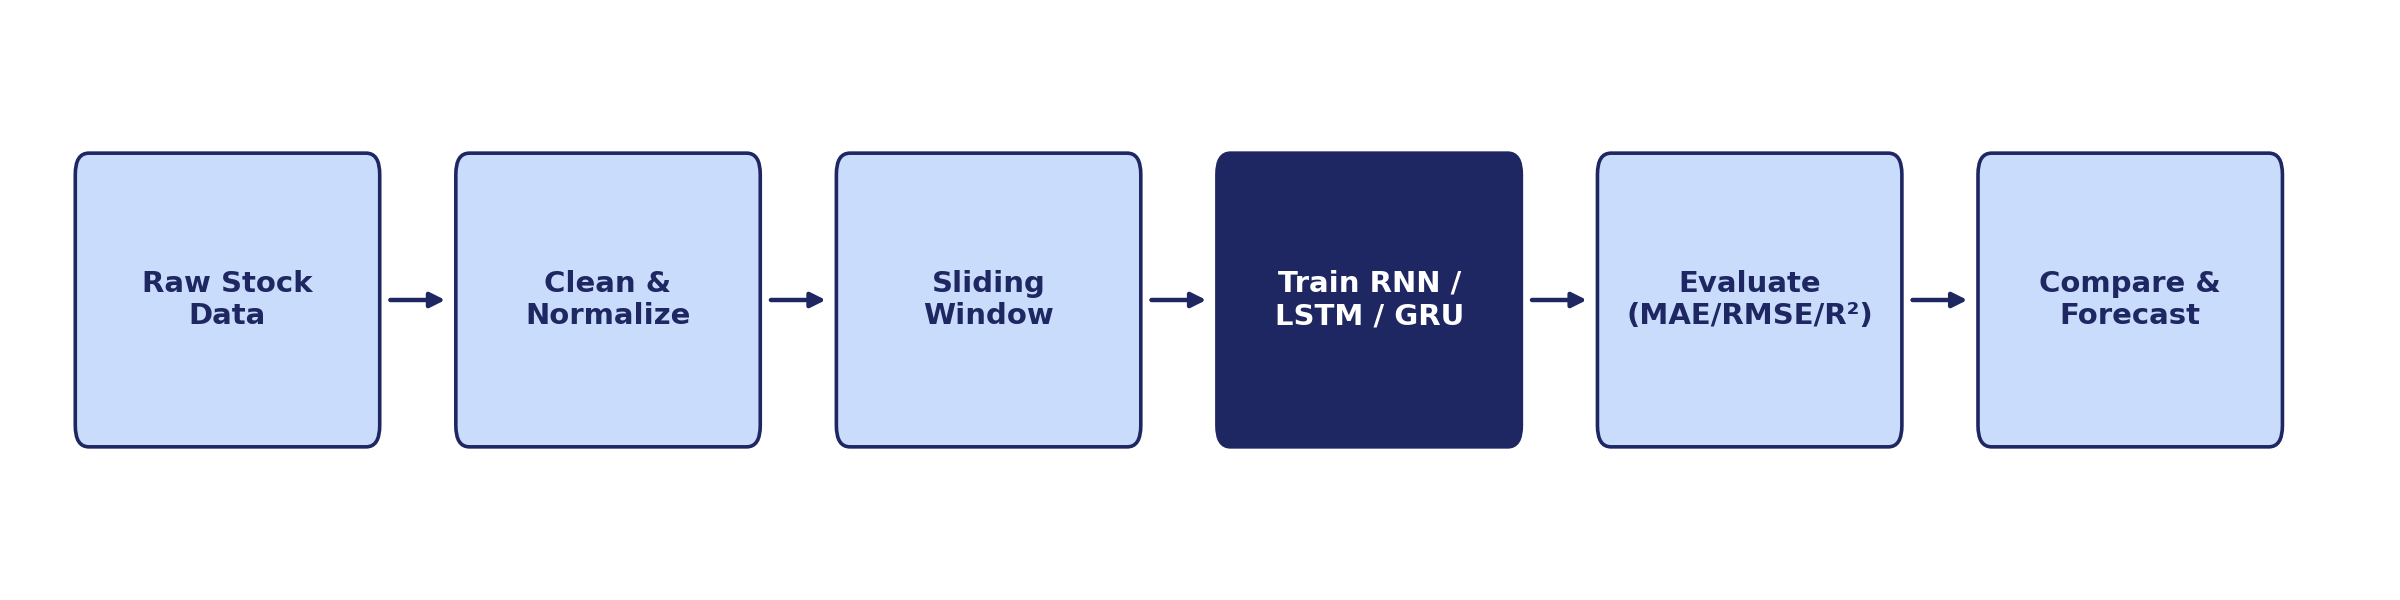 Raw Stock
Data
Clean &
Normalize
Sliding
Window
Train RNN /
LSTM / GRU
Evaluate
(MAE/RMSE/R²)
Compare &
Forecast